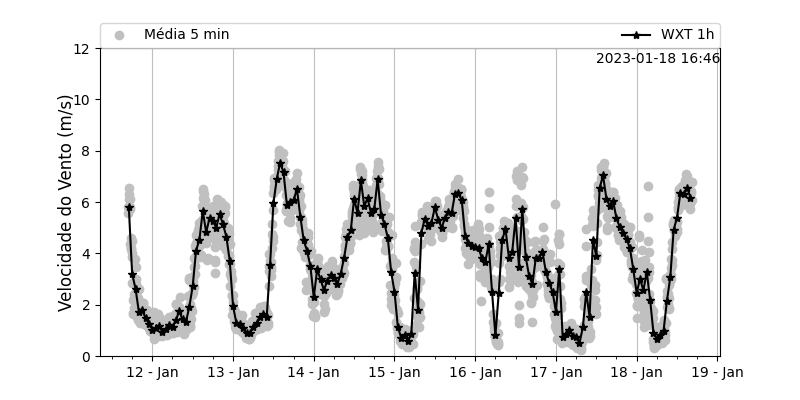 Média 5 min WXT 1h
2023-01-18 16:46
Velocidade do Vento (m/s)
12
10
8
6
4
2
0
12 - Jan 13 - Jan 14 - Jan 15 - Jan 16 - Jan 17 - Jan 18 - Jan 19 - Jan